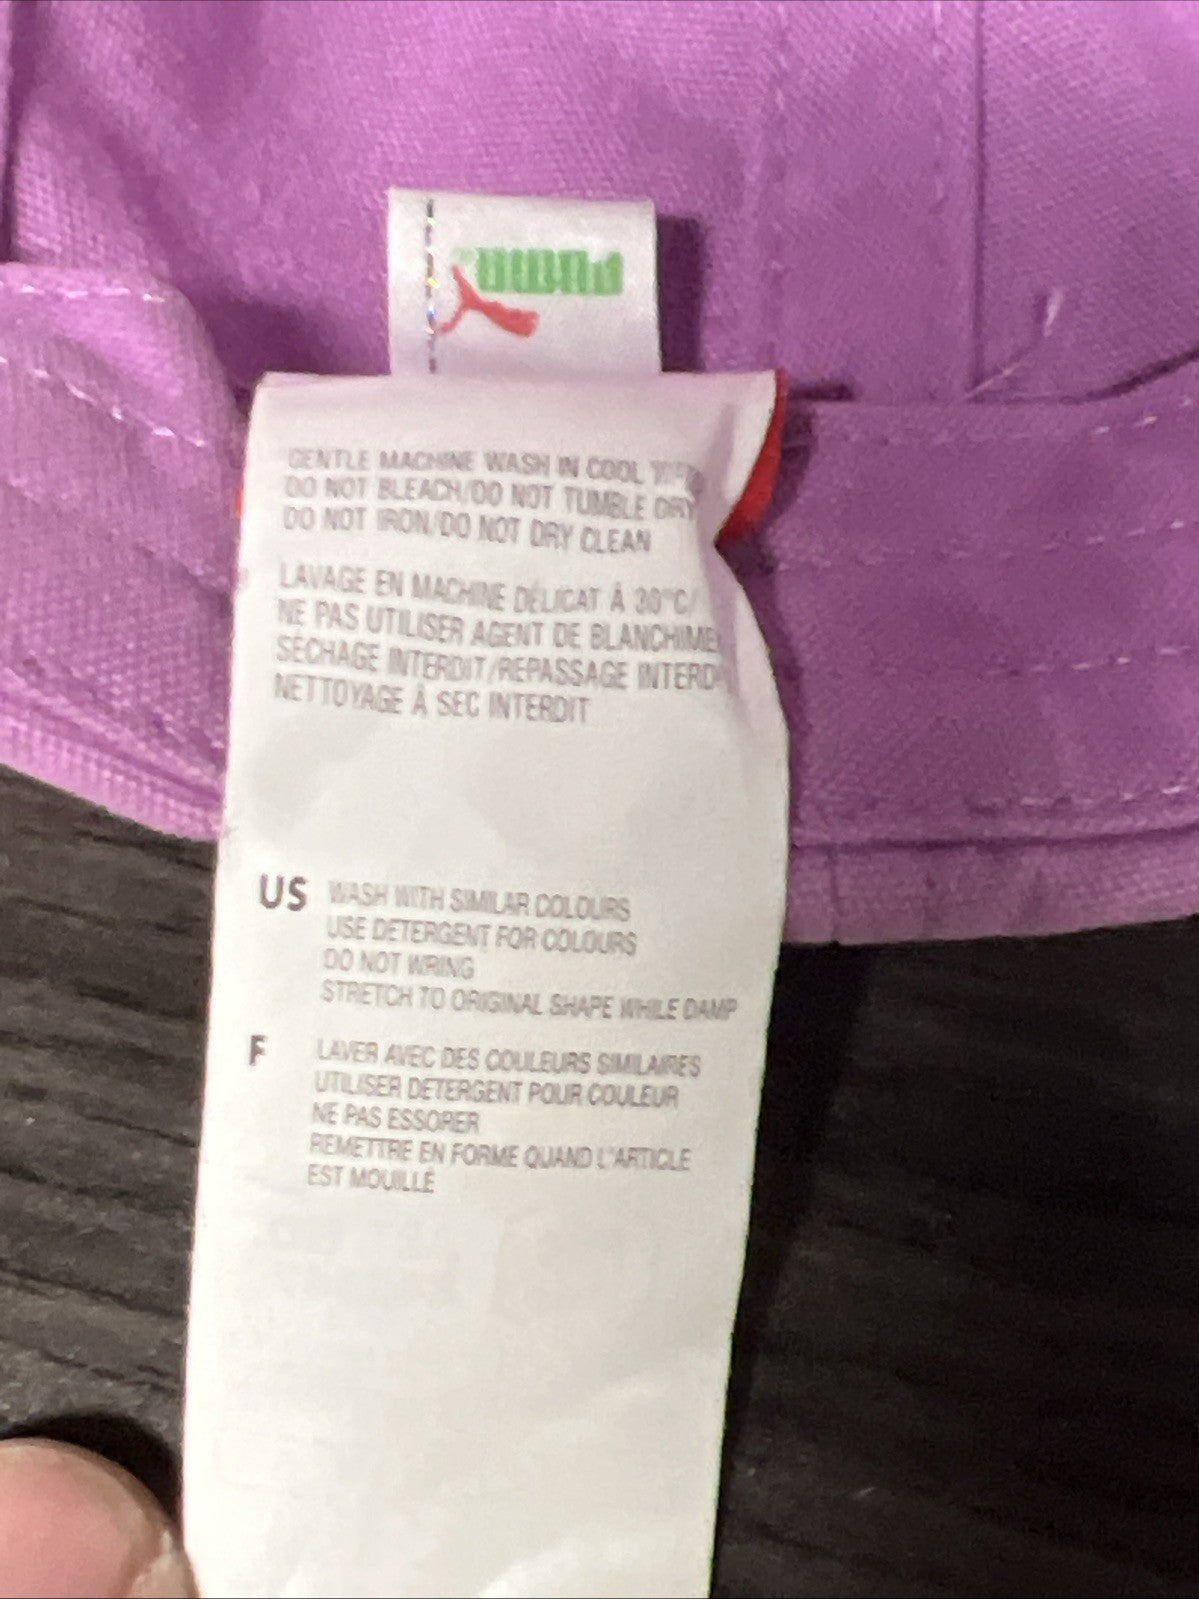 PUMA
GENTLE MACHINE WASH IN COOL
DO NOT BLEACH/DO NOT TUMBLE DRY
DO NOT IRON/DO NOT DRY CLEAN
LAVAGE EN MACHINE DÉLICAT À 30°C/
NE PAS UTILISER AGENT DE BLANCHIME
SÉCHAGE INTERDIT/REPASSAGE INTERD
NETTOYAGE À SEC INTERDIT
US WASH WITH SIMILAR COLOURS
USE DETERGENT FOR COLOURS
DO NOT WRING
STRETCH TO ORIGINAL SHAPE WHILE DAMP
F LAVER AVEC DES COULEURS SIMILAIRES
UTILISER DETERGENT POUR COULEUR
NE PAS ESSORER
REMETTRE EN FORME QUAND L'ARTICLE
EST MOUILLÉ